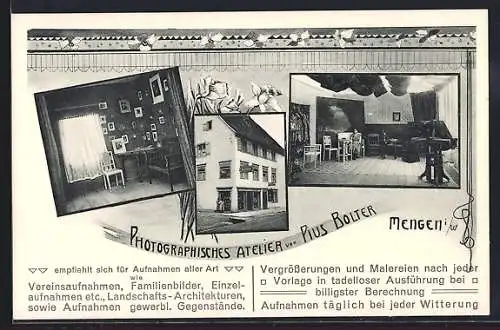 PHOTOGRAPHISCHES ATELIER von PIUS BOLTER MENGEN i/W
empfiehlt sich für Aufnahmen aller Art
wie
Vereinsaufnahmen, Familienbilder, Einzel-
aufnahmen etc., Landschafts-Architekturen,
sowie Aufnahmen gewerbl. Gegenstände.
Vergrößerungen und Malereien nach jeder
Vorlage in tadelloser Ausführung bei
billigster Berechnung
Aufnahmen täglich bei jeder Witterung